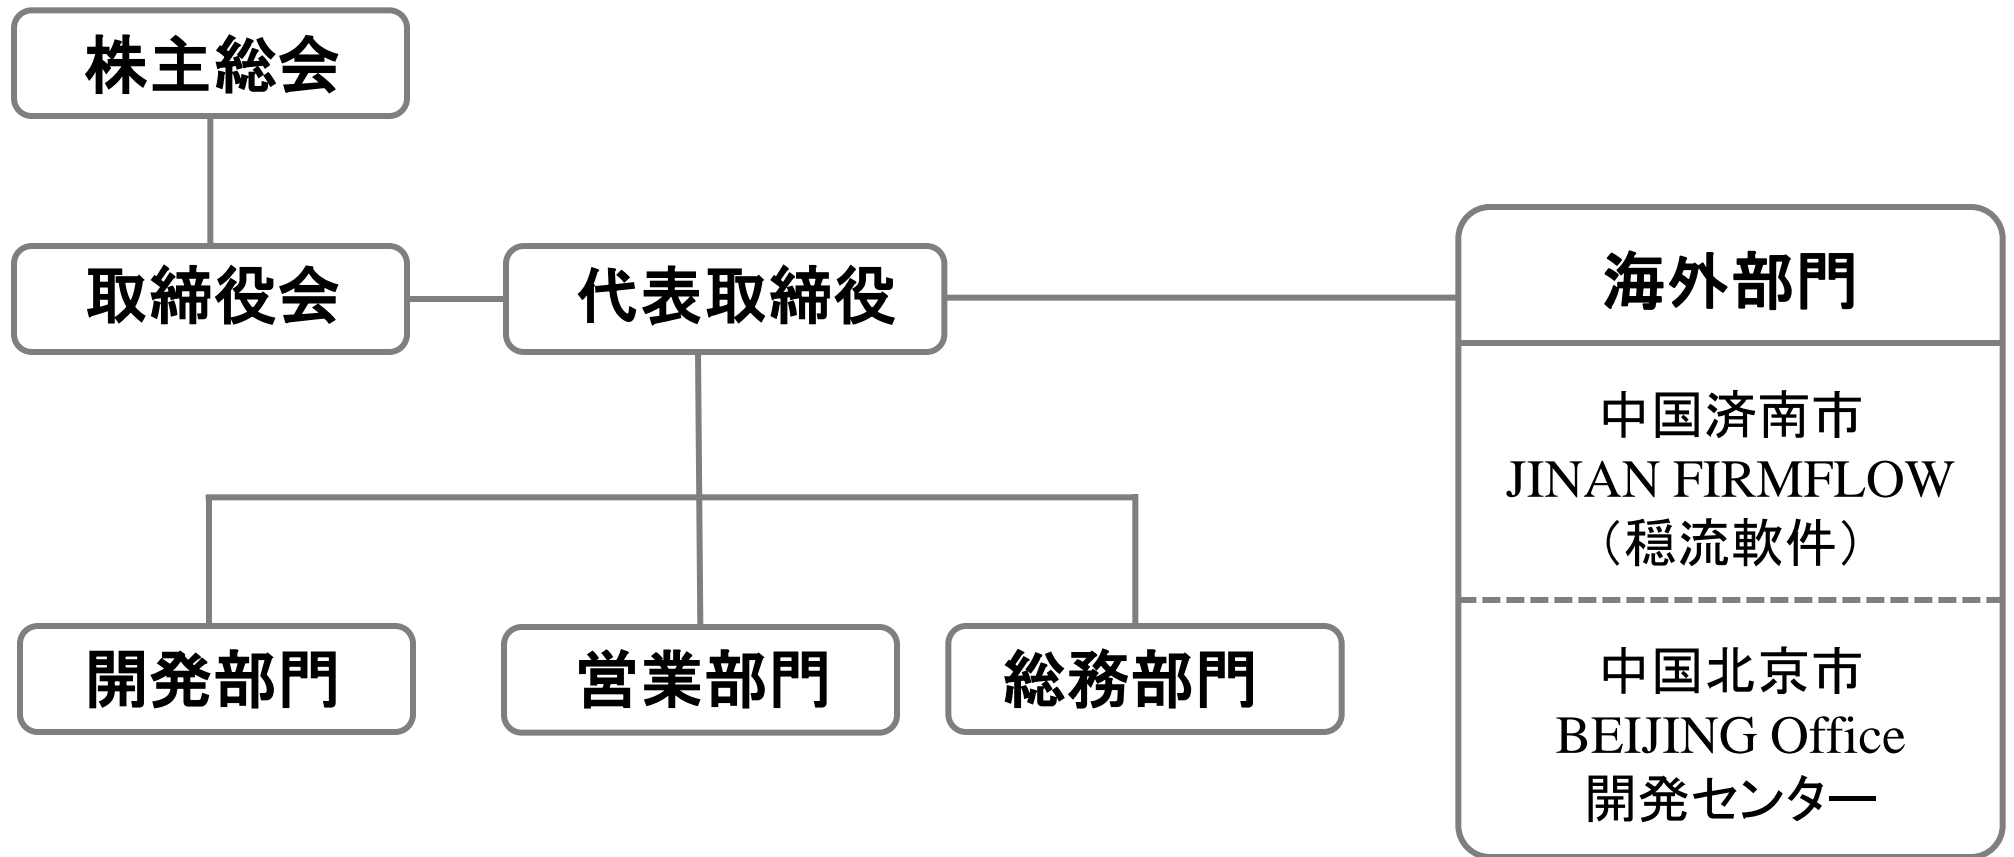 株主総会
取締役会
代表取締役
海外部門
中国済南市
JINAN FIRMFLOW
（穏流軟件）
中国北京市
BEIJING Office
開発センター
開発部門
営業部門
総務部門